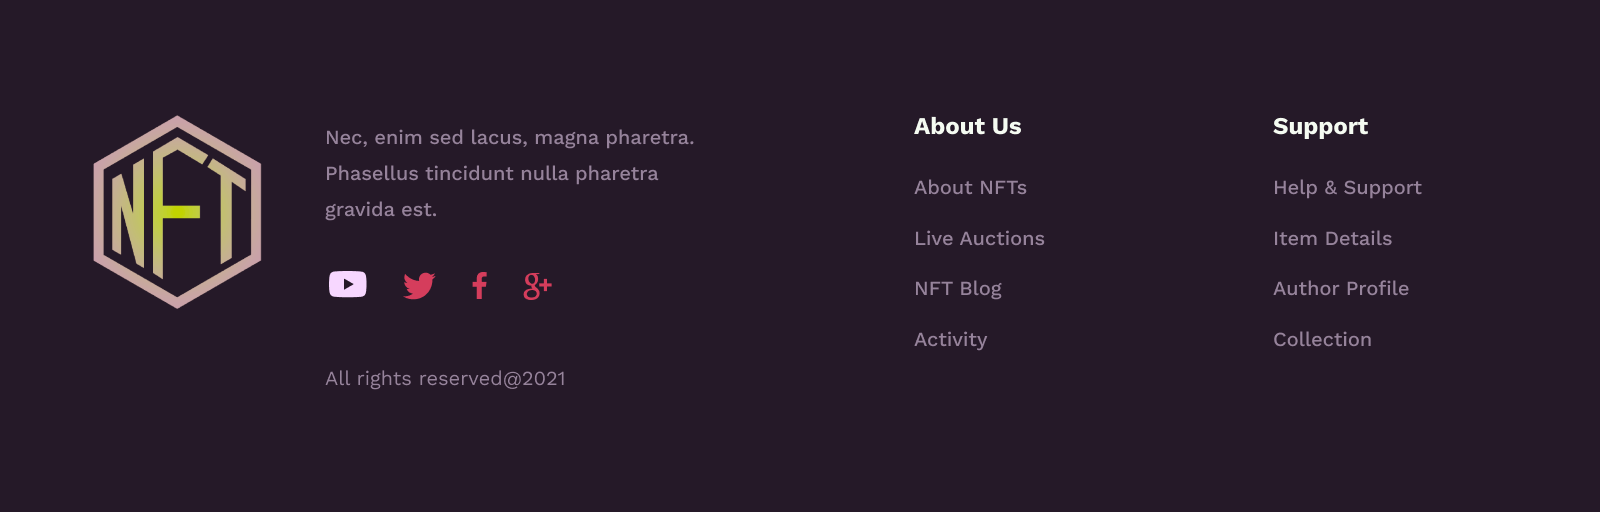 NFT
Nec, enim sed lacus, magna pharetra.
Phasellus tincidunt nulla pharetra
gravida est.
All rights reserved@2021
About Us
About NFTs
Live Auctions
NFT Blog
Activity
Support
Help & Support
Item Details
Author Profile
Collection